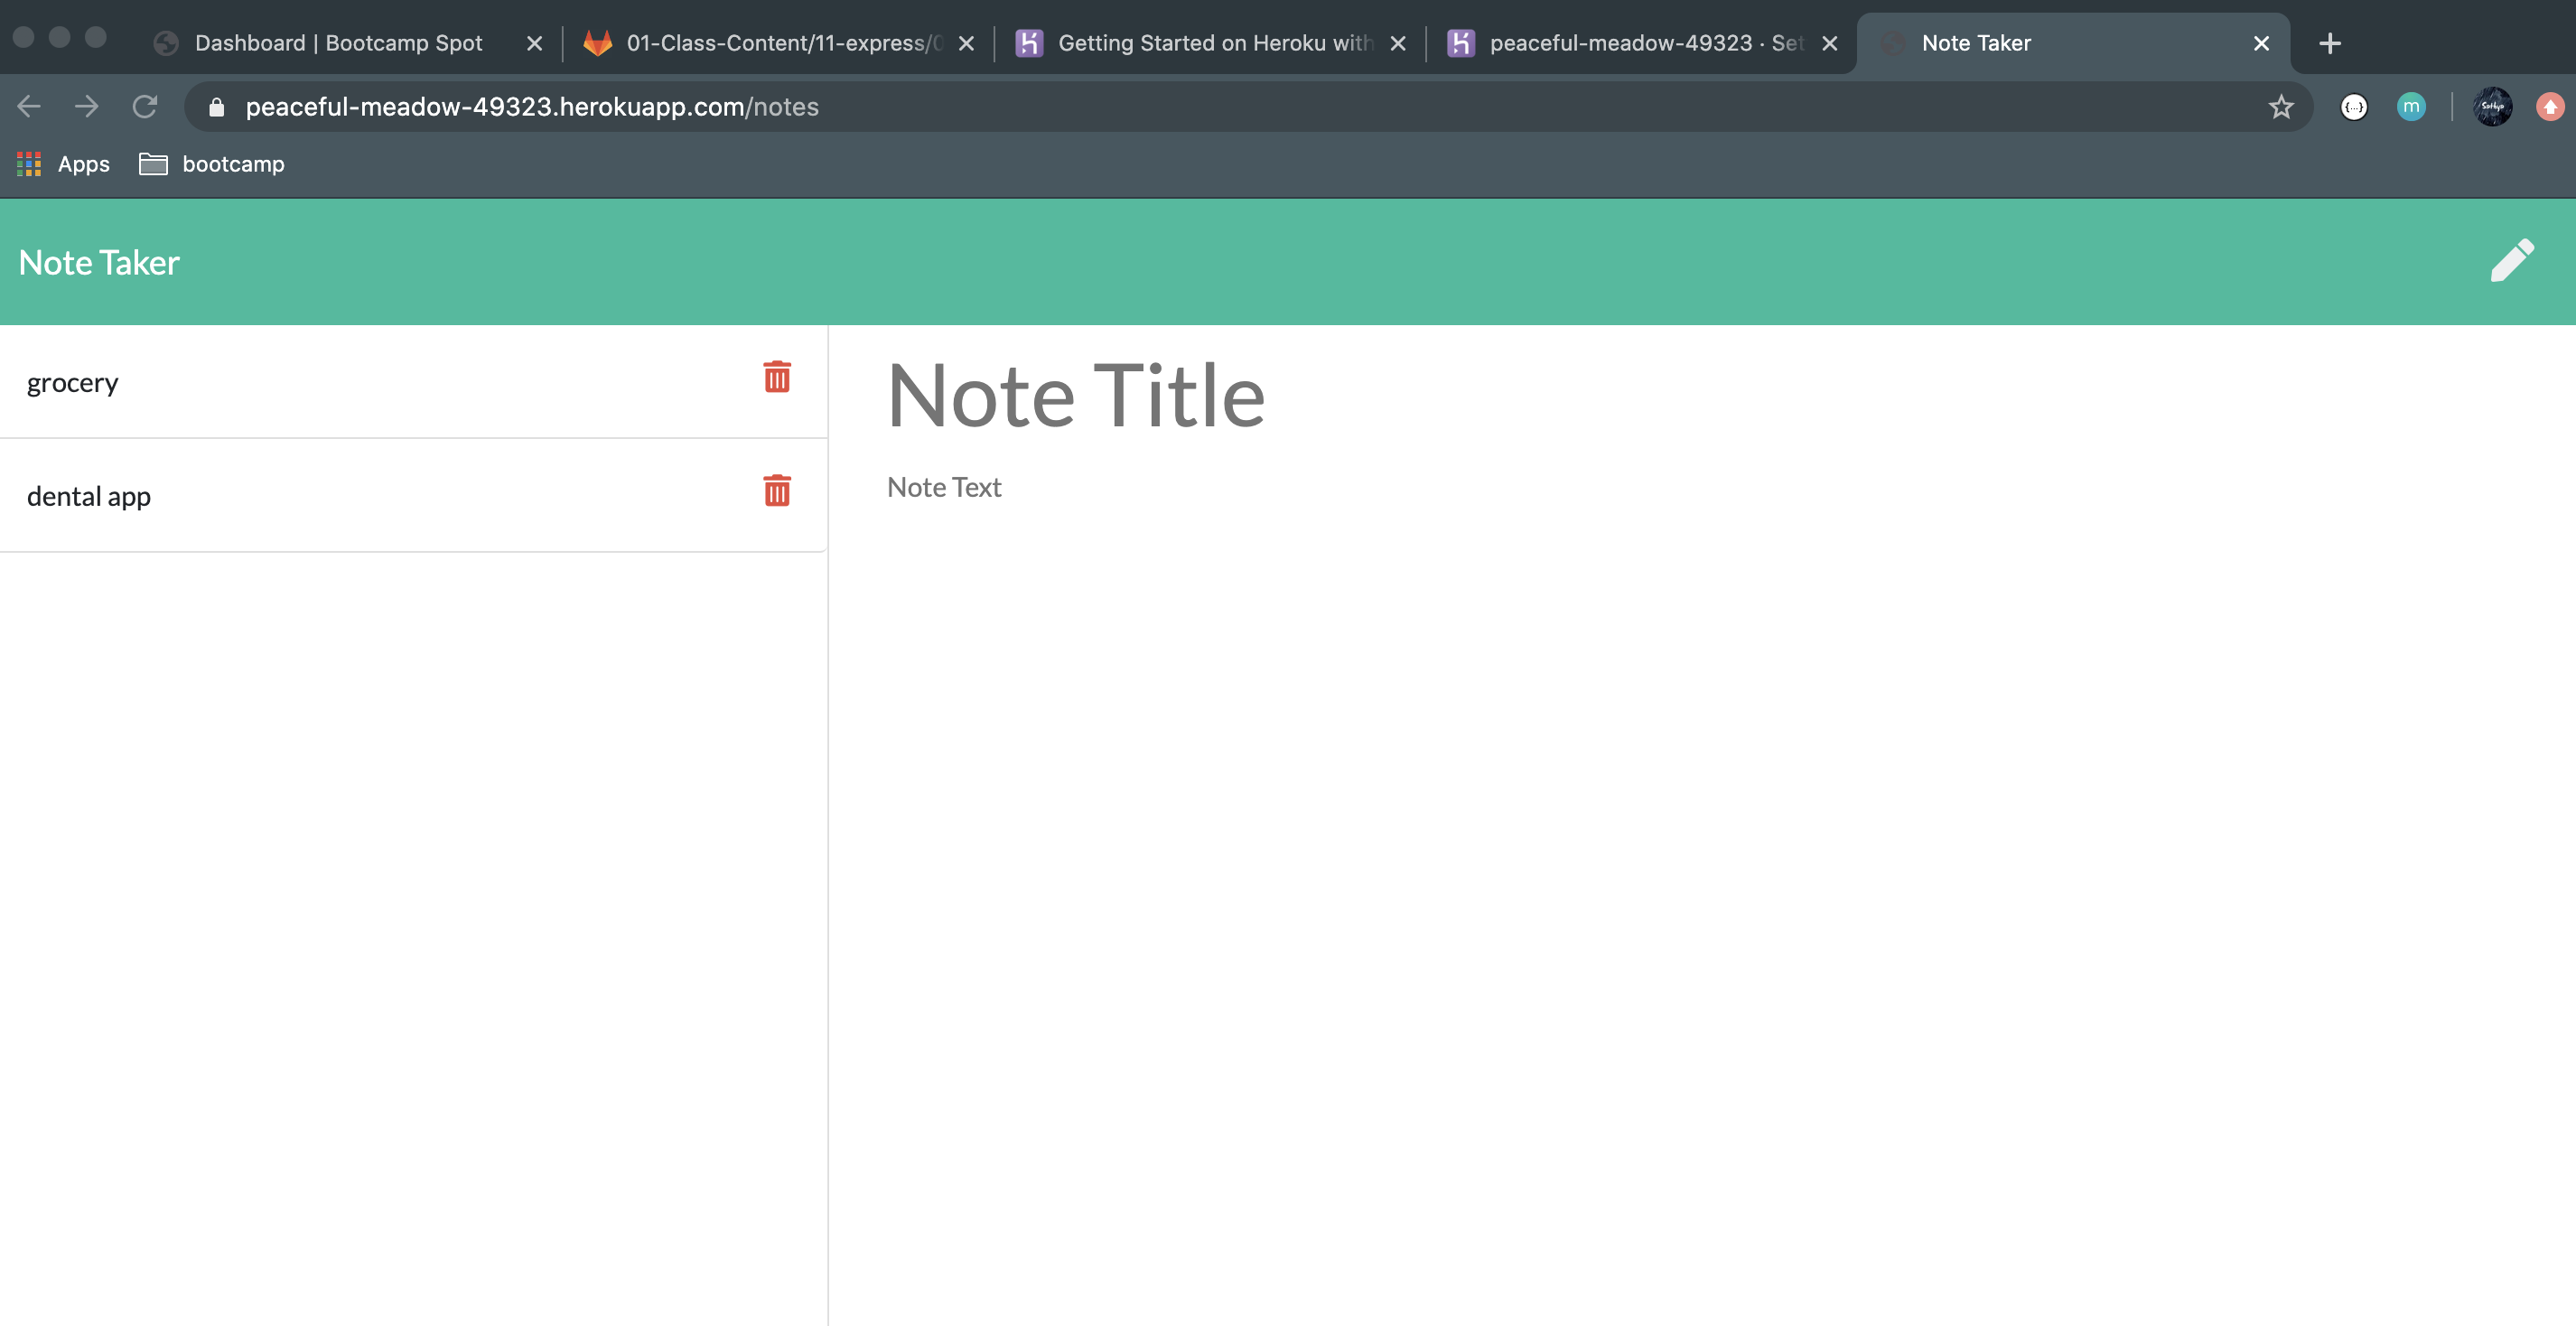 Dashboard | Bootcamp Spot
01-Class-Content/11-express/0
Getting Started on Heroku with
peaceful-meadow-49323 · Set
Note Taker
peaceful-meadow-49323.herokuapp.com/notes
{...}
m
Apps
bootcamp
Note Taker
grocery
dental app
Note Title
Note Text